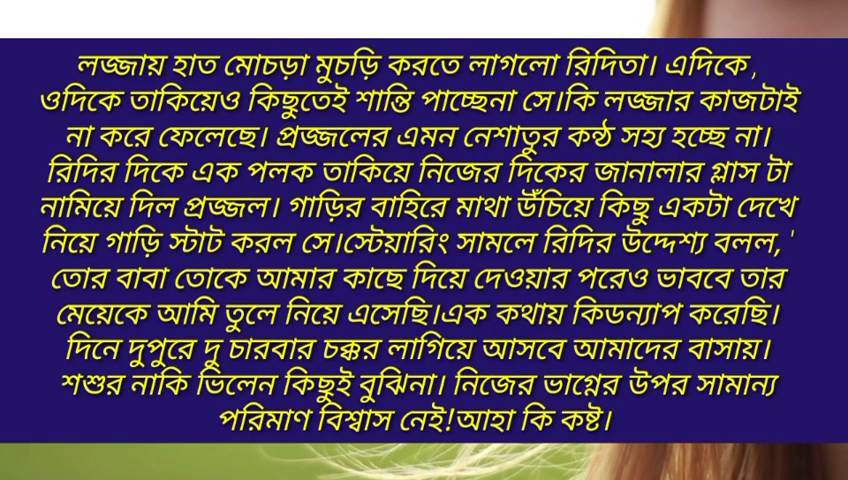 লজ্জায় হাত মোচড়া মুচড়ি করতে লাগলো রিদিতা। এদিকে,
ওদিকে তাকিয়েও কিছুতেই শান্তি পাচ্ছেনা সে।কি লজ্জার কাজটাই
না করে ফেলেছে। প্রজ্জলের এমন নেশাতুর কন্ঠ সহ্য হচ্ছে না।
রিদির দিকে এক পলক তাকিয়ে নিজের দিকের জানালার গ্লাস টা
নামিয়ে দিল প্রজ্জল। গাড়ির বাহিরে মাথা উঁচিয়ে কিছু একটা দেখে
নিয়ে গাড়ি স্টাট করল সে।স্টেয়ারিং সামলে রিদির উদ্দেশ্য বলল, '
তোর বাবা তোকে আমার কাছে দিয়ে দেওয়ার পরেও ভাববে তার
মেয়েকে আমি তুলে নিয়ে এসেছি।এক কথায় কিডন্যাপ করেছি।
দিনে দুপুরে দু চারবার চক্কর লাগিয়ে আসবে আমাদের বাসায়।
শশুর নাকি ভিলেন কিছুই বুঝিনা। নিজের ভাগ্নের উপর সামান্য
পরিমাণ বিশ্বাস নেই!আহা কি কষ্ট।